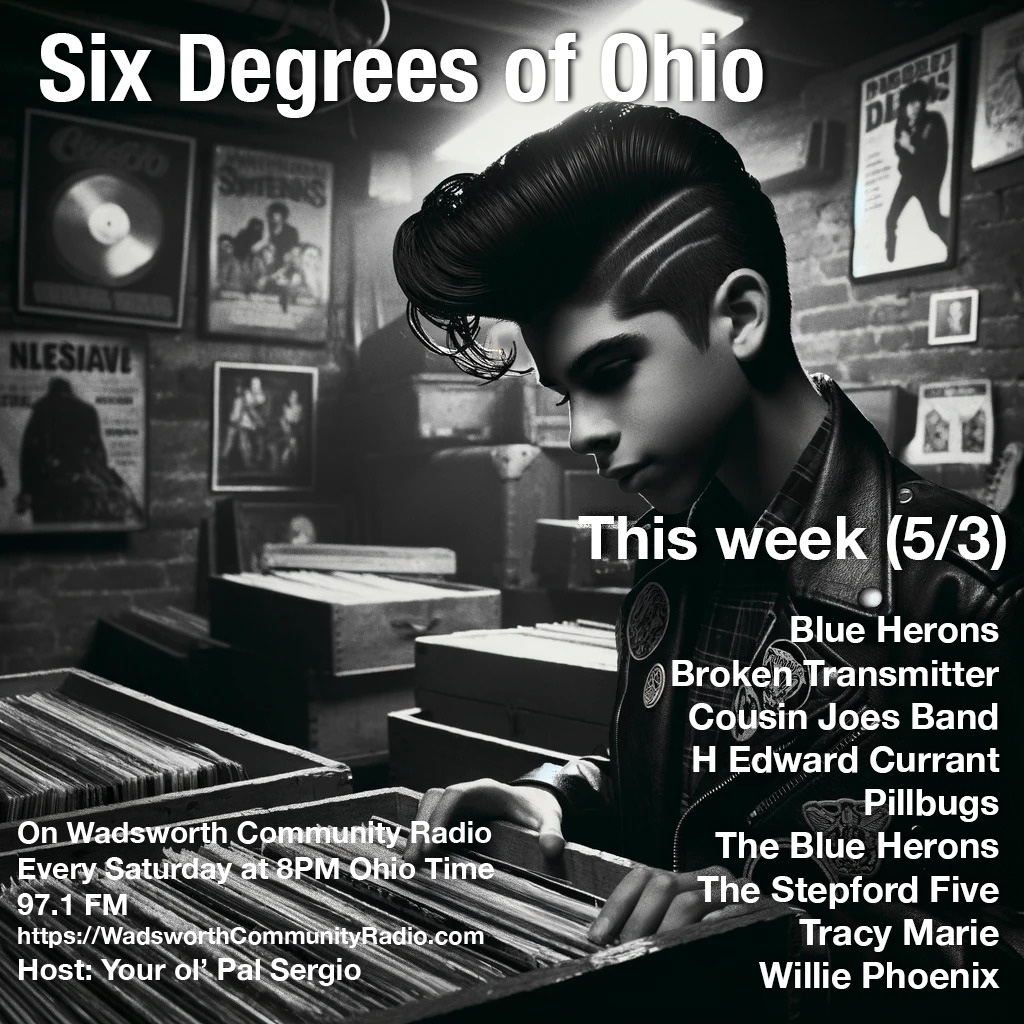 Six Degrees of Ohio
NLESIAVE
This week (5/3)
Blue Herons
Broken Transmitter
Cousin Joes Band
H Edward Currant
Pillbugs
The Blue Herons
The Stepford Five
Tracy Marie
Willie Phoenix
On Wadsworth Community Radio
Every Saturday at 8PM Ohio Time
97.1 FM
https://WadsworthCommunityRadio.com
Host: Your ol’ Pal Sergio